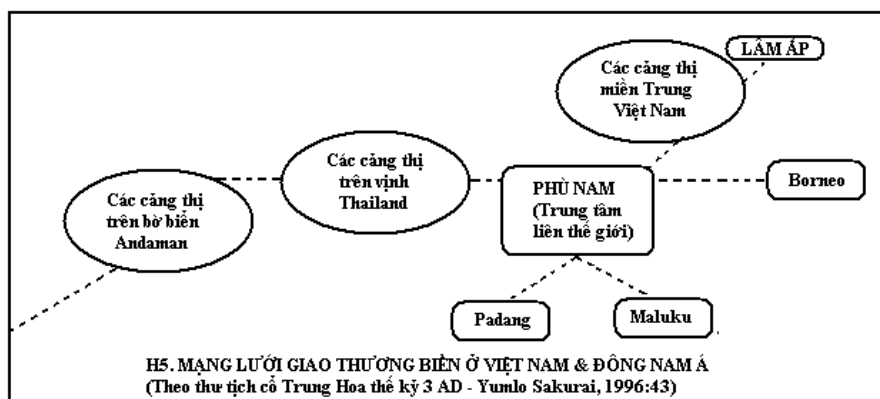 LÂM ẤP
Các cảng thị
miền Trung
Việt Nam
Các cảng thị
trên vịnh
Thailand
Các cảng thị
trên bờ biển
Andaman
PHÙ NAM
(Trung tâm
liên thế giới)
Borneo
Padang
Maluku
H5. MẠNG LƯỚI GIAO THƯƠNG BIỂN Ở VIỆT NAM & ĐÔNG NAM Á
(Theo thư tịch cổ Trung Hoa thế kỷ 3 AD - Yumlo Sakurai, 1996:43)